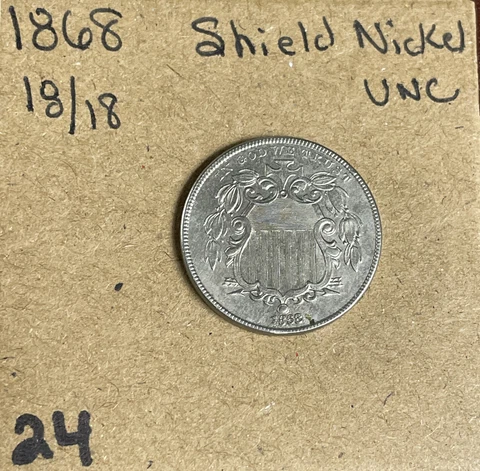 1868 Shield Nickel
18/18 UNC
IN GOD WE TRUST
1868
24